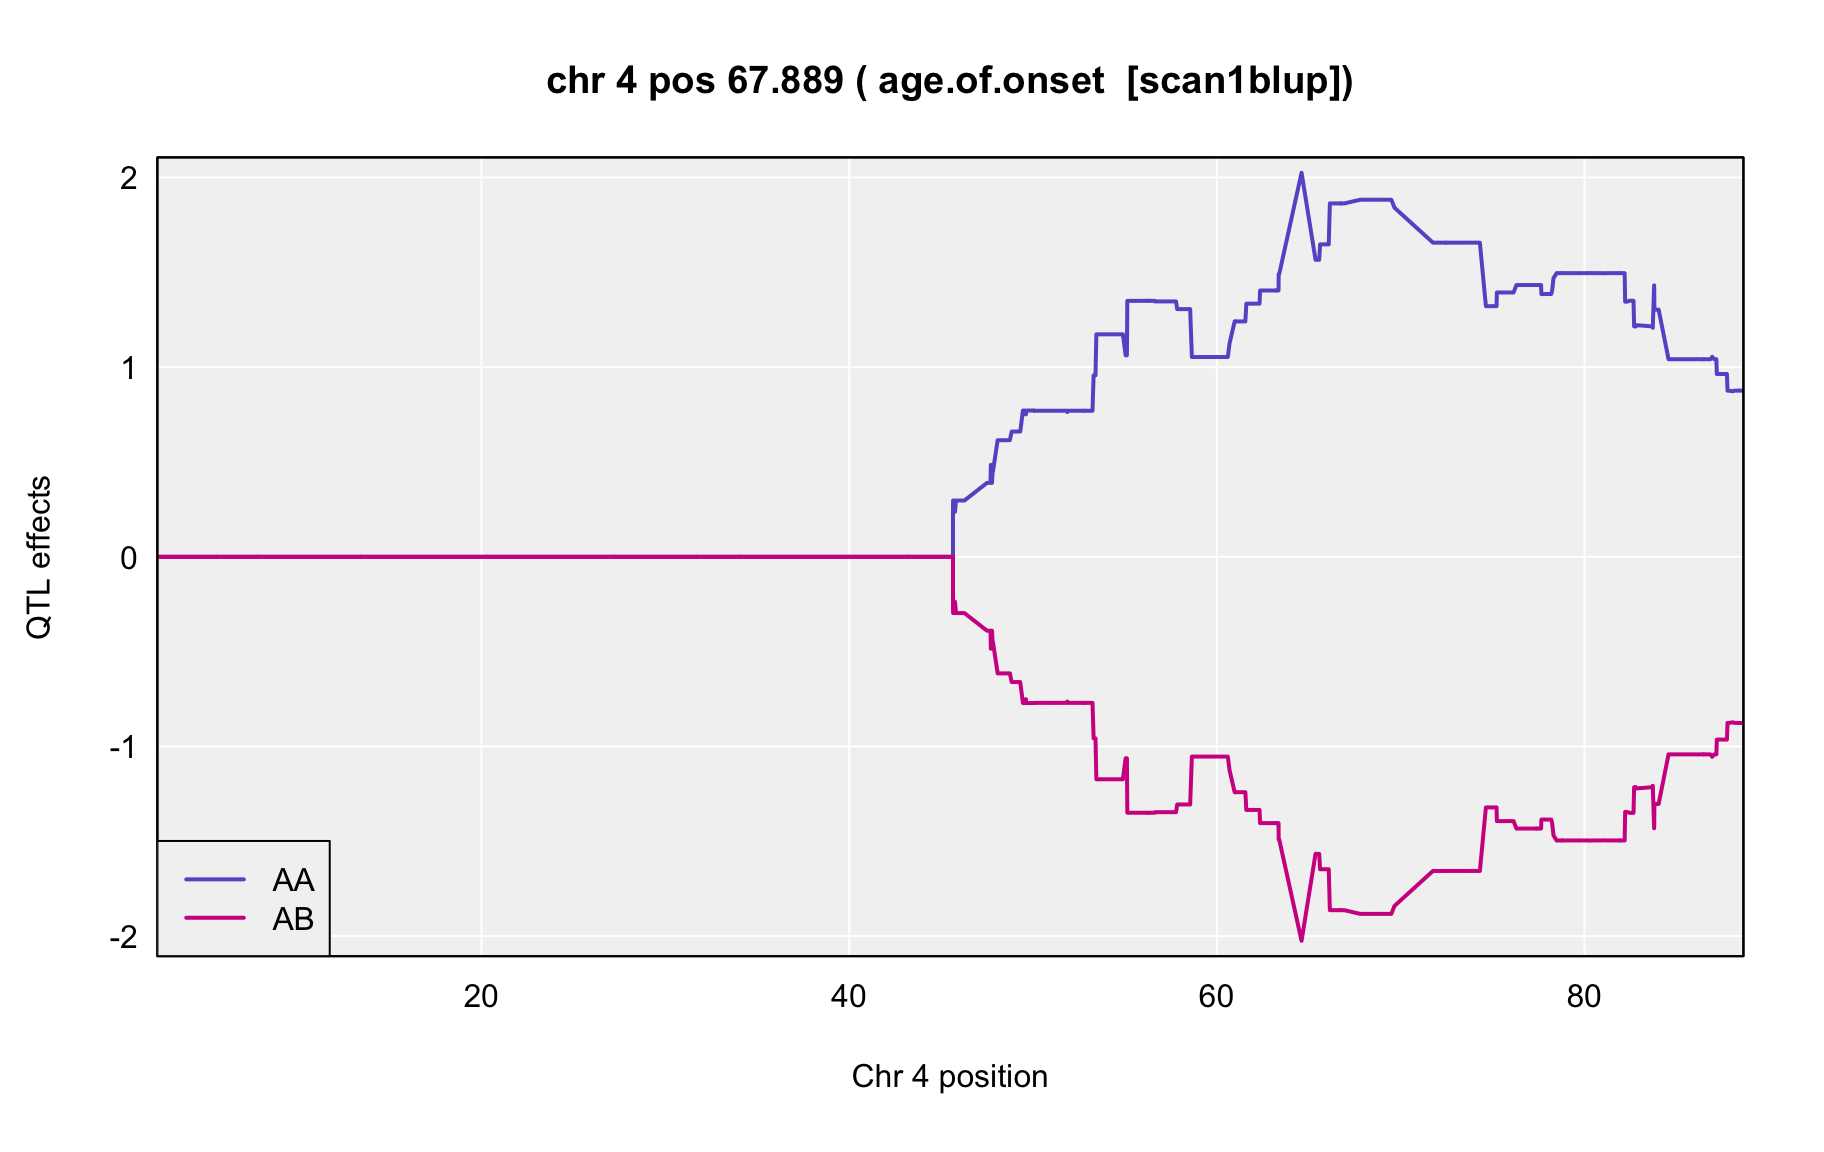 chr 4 pos 67.889 ( age.of.onset  [scan1blup])
QTL effects
2
1
0
-1
-2
AA
AB
20 40 60 80
Chr 4 position